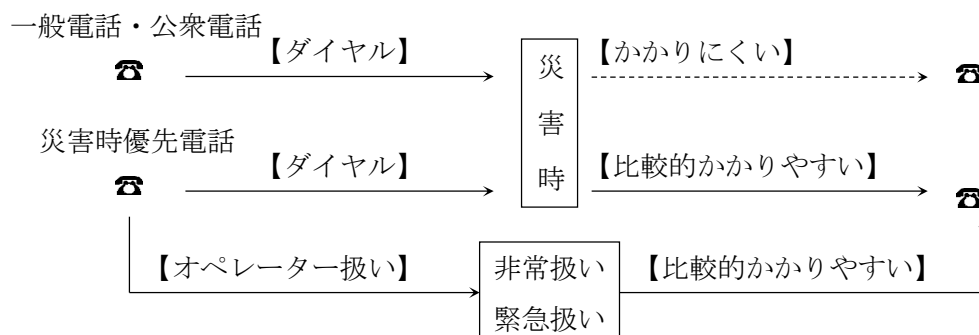 一般電話・公衆電話
☎ 【ダイヤル】 災害時 【かかりにくい】 ☎
災害時優先電話
☎ 【ダイヤル】 【比較的かかりやすい】 ☎
【オペレーター扱い】 非常扱い 【比較的かかりやすい】
緊急扱い